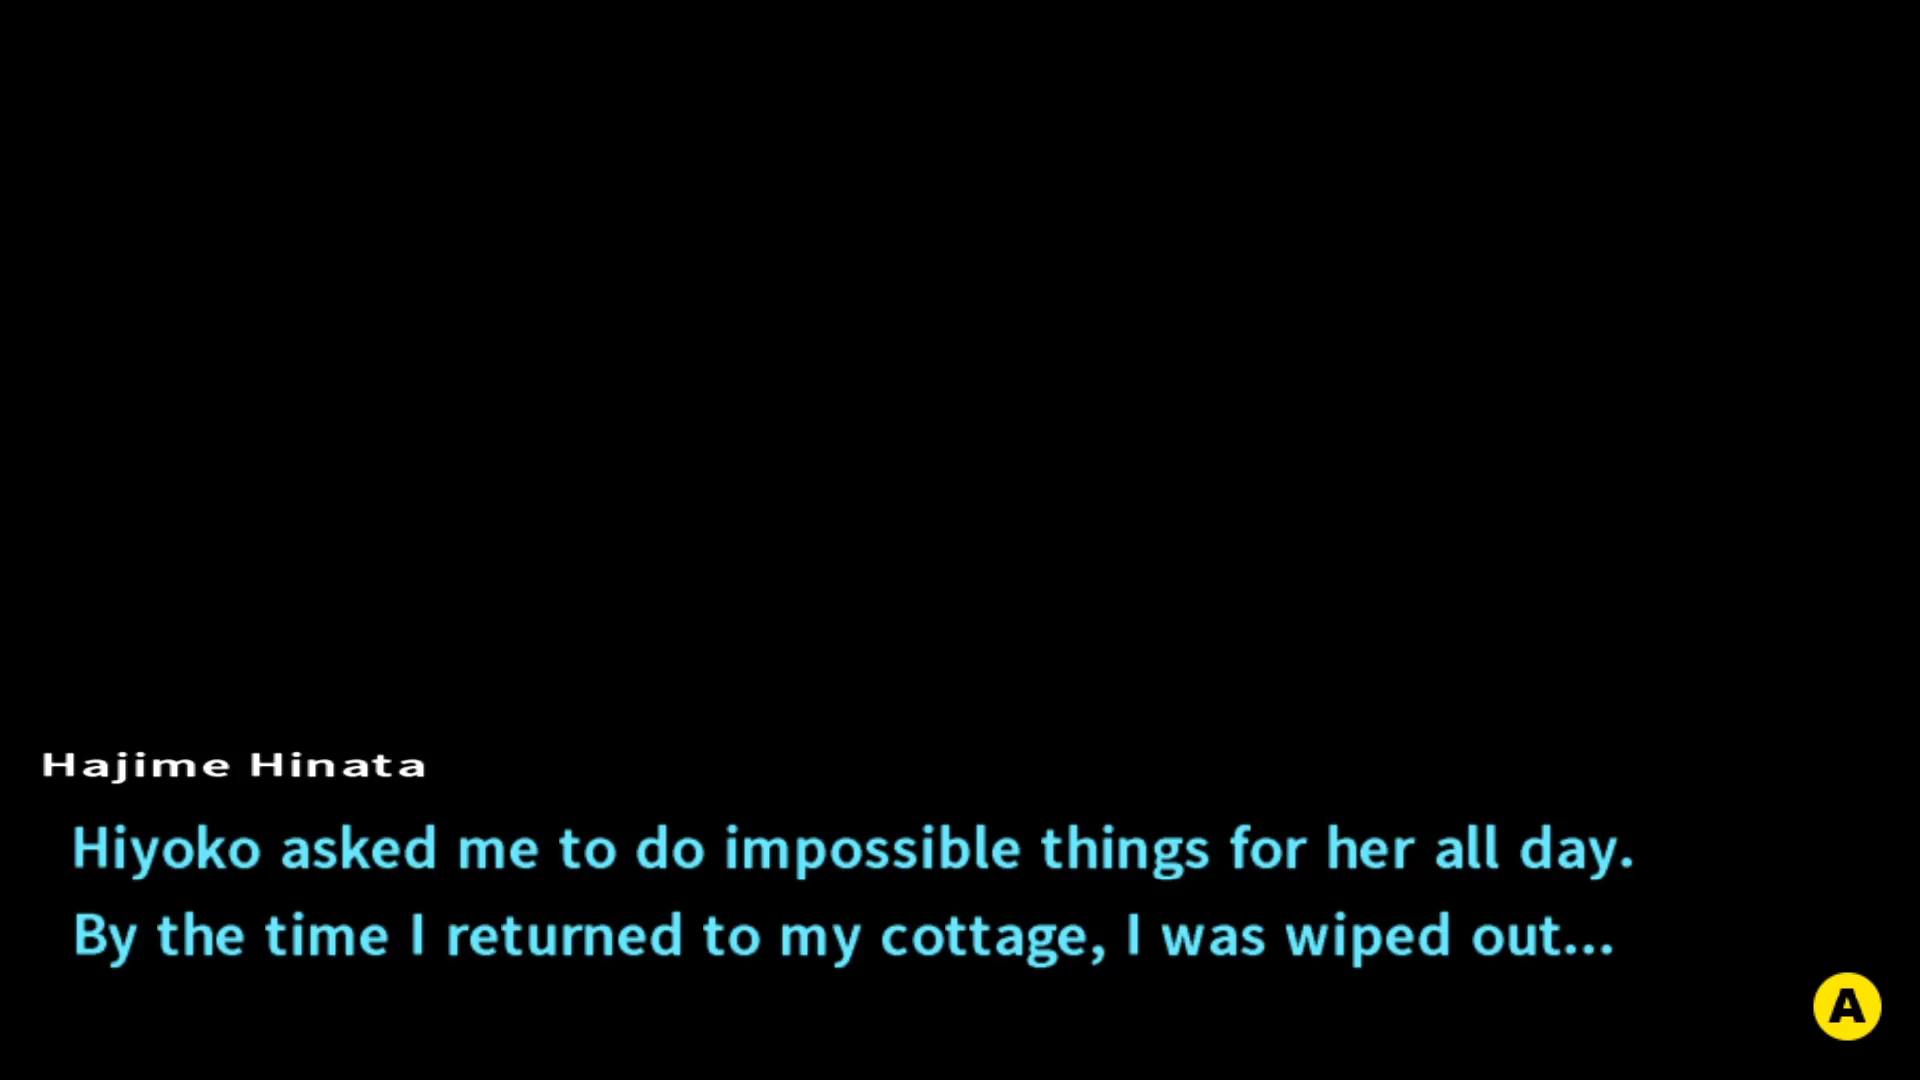 Hajime Hinata
Hiyoko asked me to do impossible things for her all day.
By the time I returned to my cottage, I was wiped out...
A